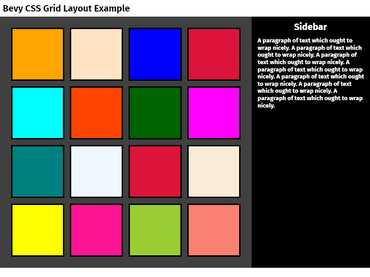 Bevy CSS Grid Layout Example
Sidebar
A paragraph of text which ought to
wrap nicely. A paragraph of text which
ought to wrap nicely. A paragraph of
text which ought to wrap nicely. A
paragraph of text which ought to wrap
nicely. A paragraph of text which ought
to wrap nicely. A paragraph of text
which ought to wrap nicely. A
paragraph of text which ought to wrap
nicely.